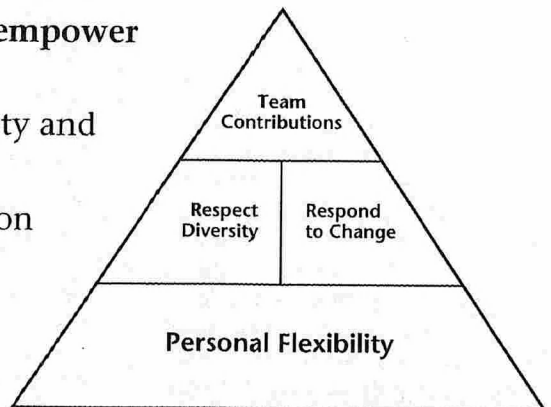 empower
ty and
on
Team
Contributions
Respect
Diversity
Respond
to Change
Personal Flexibility